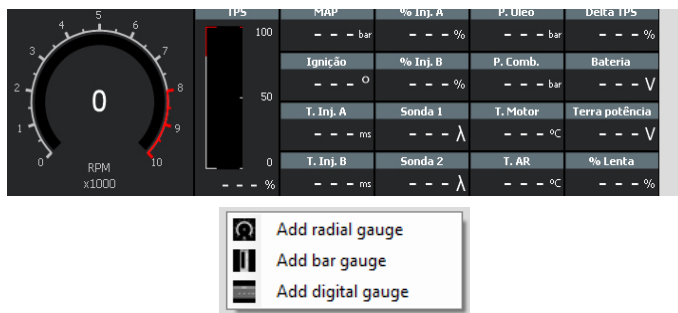 TPS MAP % Inj. A P. Óleo Delta TPS
100 - - - bar - - - % - - - bar - - - %
Ignição % Inj. B P. Comb. Bateria
- - - ° - - - % - - - bar - - - V
50
T. Inj. A Sonda 1 T. Motor Terra potência
- - - ms - - - λ - - - °C - - - V
T. Inj. B Sonda 2 T. AR % Lenta
0 - - - ms - - - λ - - - °C - - - %
- - - %
0 1 2 3 4 5 6 7 8 9 10
0
RPM
x1000
Add radial gauge
Add bar gauge
Add digital gauge